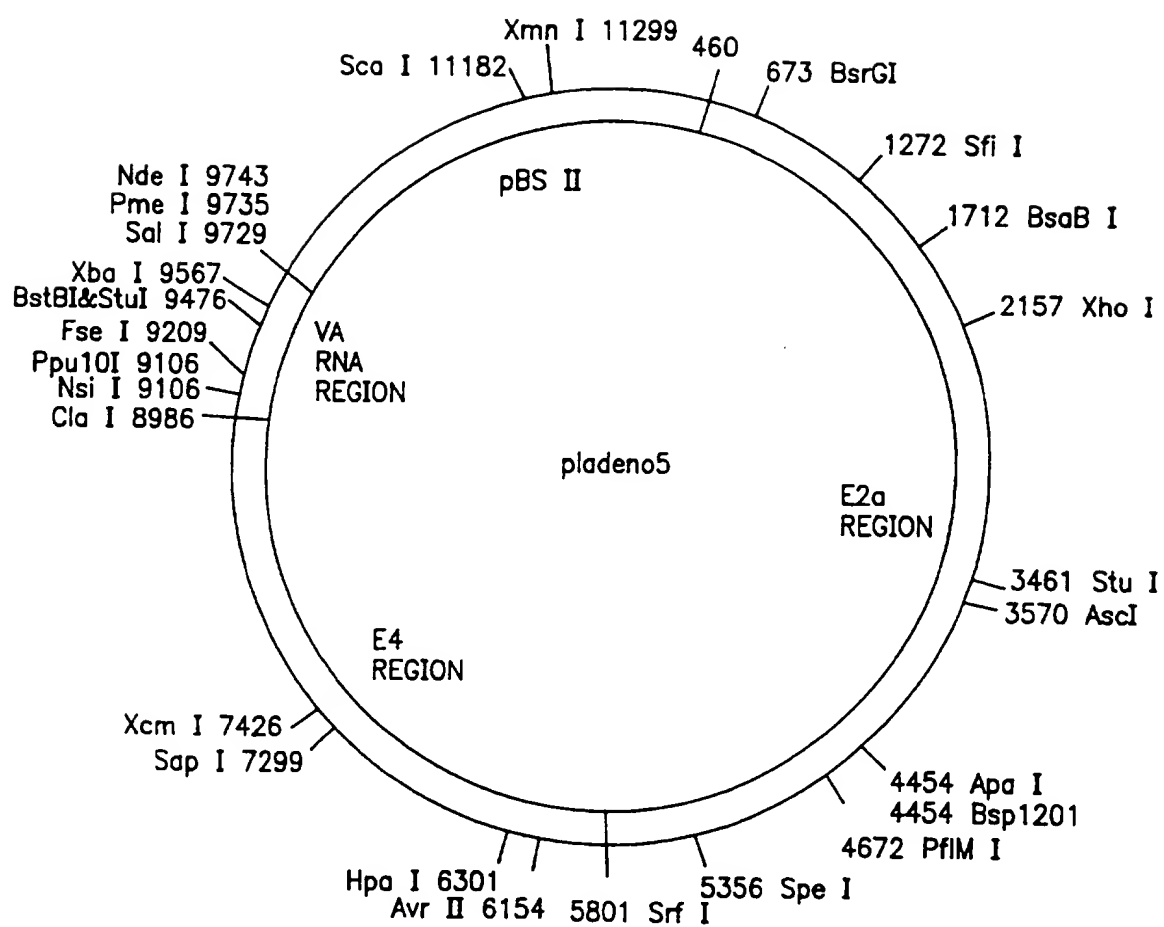 Xmn I 11299
460
Sca I 11182
673 BsrGI
1272 Sfi I
Nde I 9743
Pme I 9735
Sal I 9729
pBS II
1712 BsaB I
Xba I 9567
BstBI&StuI 9476
Fse I 9209
Ppu10I 9106
Nsi I 9106
Cla I 8986
VA
RNA
REGION
2157 Xho I
pladeno5
E2a
REGION
3461 Stu I
3570 AscI
E4
REGION
Xcm I 7426
Sap I 7299
4454 Apa I
4454 Bsp1201
4672 PflM I
Hpa I 6301
Avr II 6154
5801 Srf I
5356 Spe I